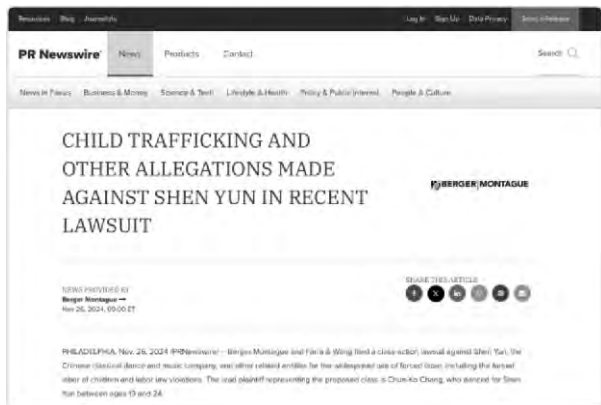 Resources Blog Journalists Log In Sign Up Data Privacy Send a Release
PR Newswire News Products Contact Search
News in Focus Business & Money Science & Tech Lifestyle & Health Policy & Public Interest People & Culture
CHILD TRAFFICKING AND
OTHER ALLEGATIONS MADE
AGAINST SHEN YUN IN RECENT
LAWSUIT
BERGER MONTAGUE
NEWS PROVIDED BY
Berger Montague →
Nov 26, 2024, 09:00 ET
SHARE THIS ARTICLE
PHILADELPHIA, Nov. 26, 2024 /PRNewswire/ -- Berger Montague and Farra & Wang filed a class-action lawsuit against Shen Yun, the
Chinese classical dance and music company, and other related entities for the widespread use of forced labor, including the forced
labor of children and labor law violations. The lead plaintiff representing the proposed class is Chun-Ko Chang, who danced for Shen
Yun between ages 13 and 24.